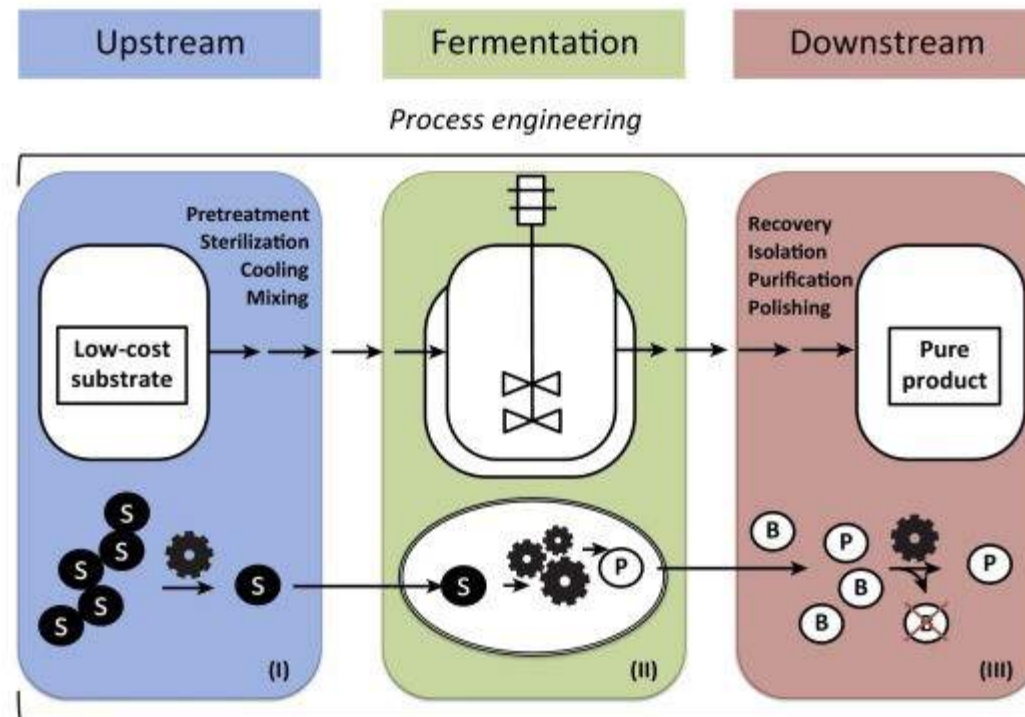 Upstream
Fermentation
Downstream
Process engineering
Pretreatment
Sterilization
Cooling
Mixing
Low-cost
substrate
Recovery
Isolation
Purification
Polishing
Pure
product
S
S
S
S
S
S
(I)
S
P
(II)
B
P
B
B
B
P
(III)